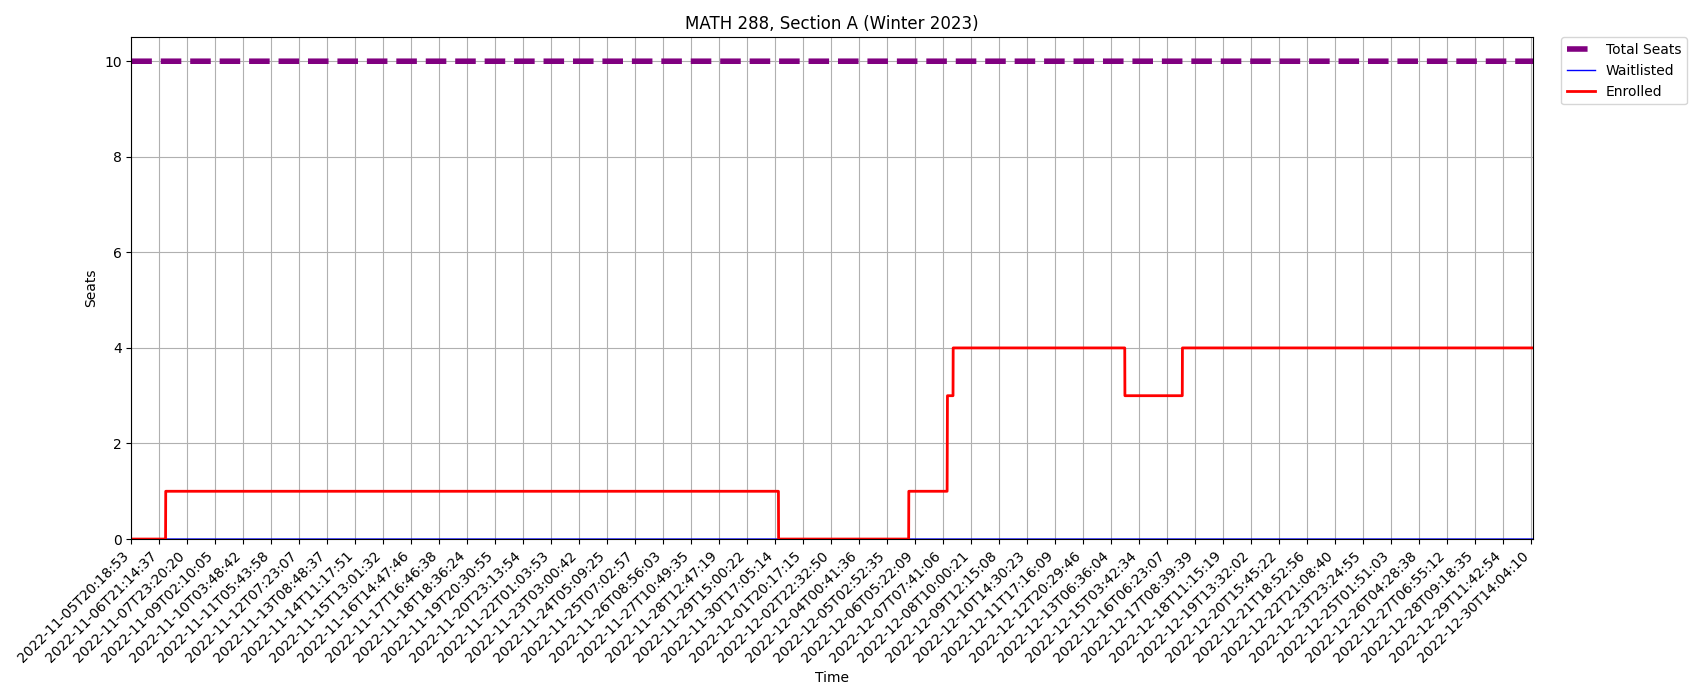 MATH 288, Section A (Winter 2023)
Total Seats
Waitlisted
Enrolled
10
8
6
4
2
0
Seats
2022-11-05T20:18:53
2022-11-06T21:14:37
2022-11-07T23:20:20
2022-11-09T02:10:05
2022-11-10T03:48:42
2022-11-11T05:43:58
2022-11-12T07:23:07
2022-11-13T08:48:37
2022-11-14T11:17:51
2022-11-15T13:01:32
2022-11-16T14:47:46
2022-11-17T16:46:38
2022-11-18T18:36:24
2022-11-19T20:30:55
2022-11-20T23:13:54
2022-11-22T01:03:53
2022-11-23T03:00:42
2022-11-24T05:09:25
2022-11-25T07:02:57
2022-11-26T08:56:03
2022-11-27T10:49:35
2022-11-28T12:47:19
2022-11-29T15:00:22
2022-11-30T17:05:14
2022-12-01T20:17:15
2022-12-02T22:32:50
2022-12-04T00:41:36
2022-12-05T02:52:35
2022-12-06T05:22:09
2022-12-07T07:41:06
2022-12-08T10:00:21
2022-12-09T12:15:08
2022-12-10T14:30:23
2022-12-11T17:16:09
2022-12-12T20:29:46
2022-12-13T06:36:04
2022-12-15T03:42:34
2022-12-16T06:23:07
2022-12-17T08:39:39
2022-12-18T11:15:19
2022-12-19T13:32:02
2022-12-20T15:45:22
2022-12-21T18:52:56
2022-12-22T21:08:40
2022-12-23T23:24:55
2022-12-25T01:51:03
2022-12-26T04:28:38
2022-12-27T06:55:12
2022-12-28T09:18:35
2022-12-29T11:42:54
2022-12-30T14:04:10
Time